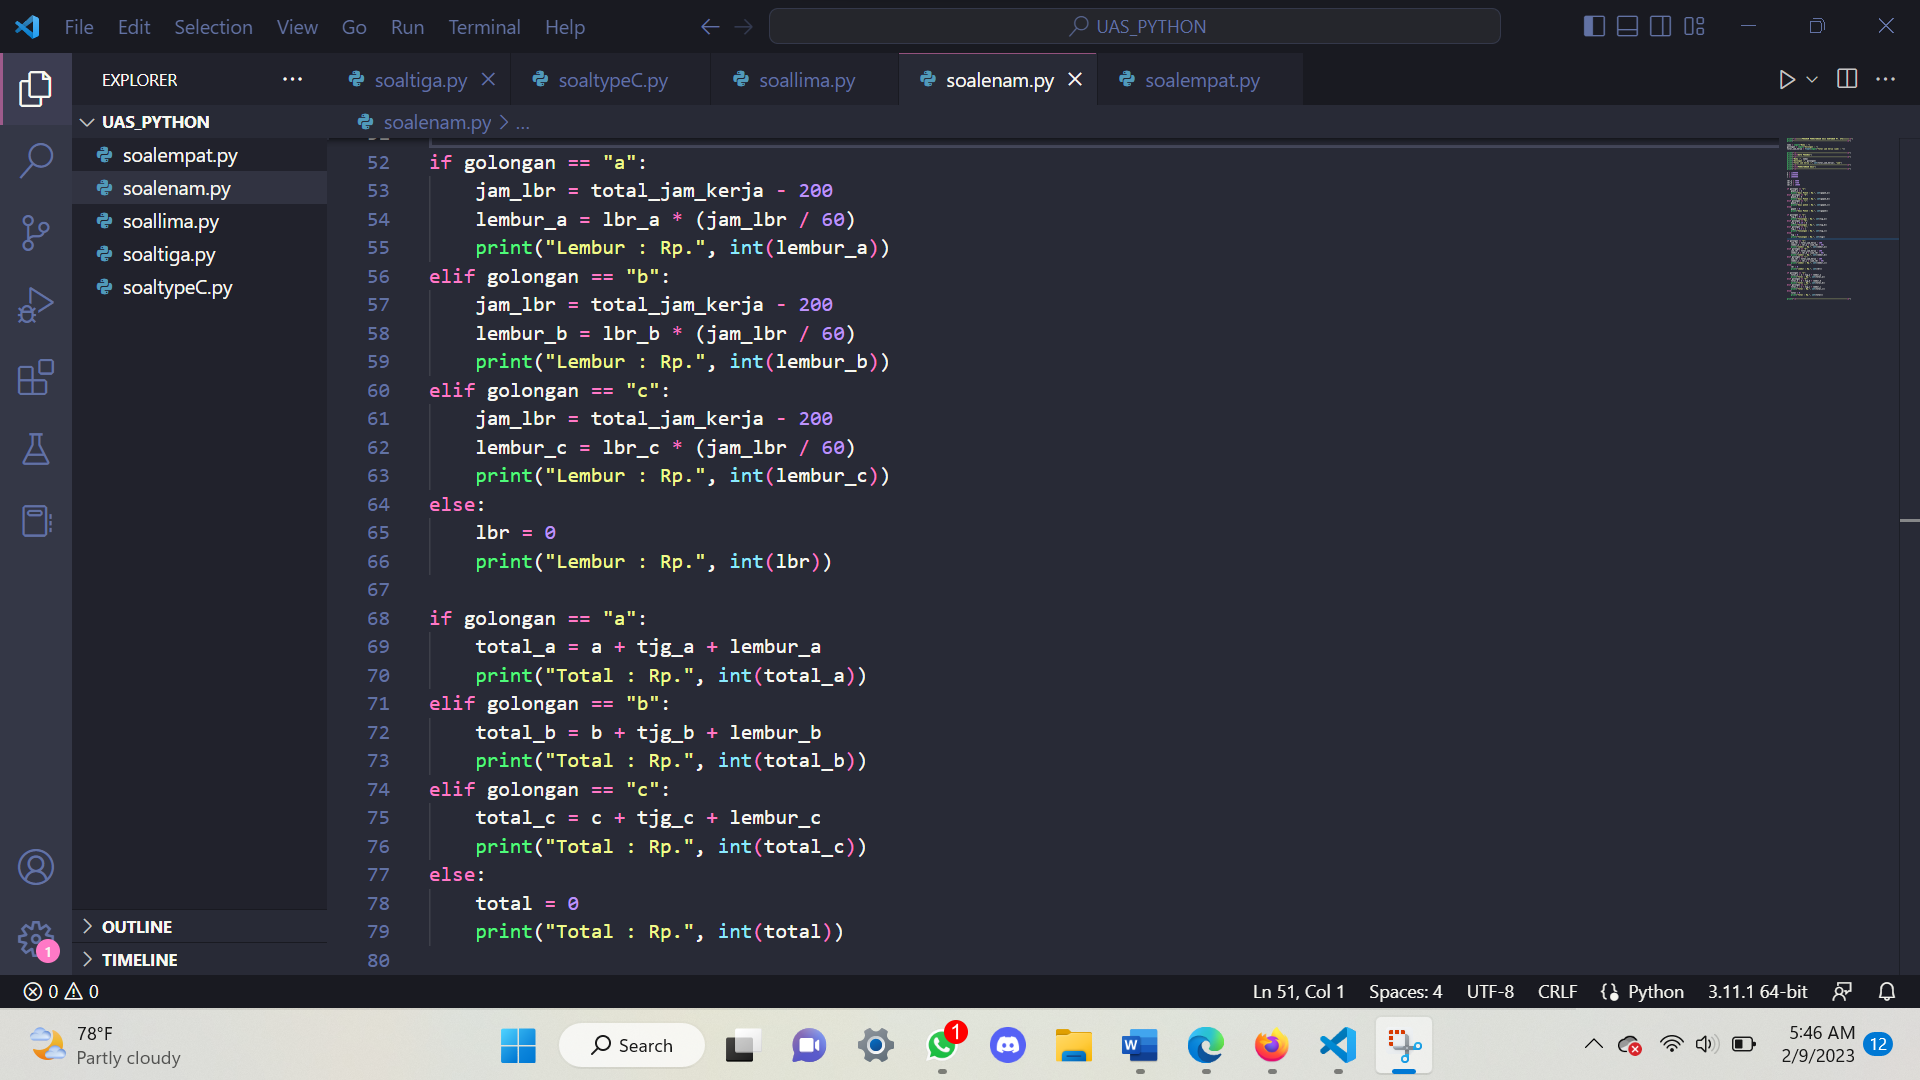 File Edit Selection View Go Run Terminal Help
UAS_PYTHON
EXPLORER
soaltiga.py
soaltypeC.py
soallima.py
soalenam.py
soalempat.py
UAS_PYTHON
soalempat.py
soalenam.py
soallima.py
soaltiga.py
soaltypeC.py
OUTLINE
TIMELINE
1
soalenam.py > ...
52 if golongan == "a":
53     jam_lbr = total_jam_kerja - 200
54     lembur_a = lbr_a * (jam_lbr / 60)
55     print("Lembur : Rp.", int(lembur_a))
56 elif golongan == "b":
57     jam_lbr = total_jam_kerja - 200
58     lembur_b = lbr_b * (jam_lbr / 60)
59     print("Lembur : Rp.", int(lembur_b))
60 elif golongan == "c":
61     jam_lbr = total_jam_kerja - 200
62     lembur_c = lbr_c * (jam_lbr / 60)
63     print("Lembur : Rp.", int(lembur_c))
64 else:
65     lbr = 0
66     print("Lembur : Rp.", int(lbr))
67
68 if golongan == "a":
69     total_a = a + tjg_a + lembur_a
70     print("Total : Rp.", int(total_a))
71 elif golongan == "b":
72     total_b = b + tjg_b + lembur_b
73     print("Total : Rp.", int(total_b))
74 elif golongan == "c":
75     total_c = c + tjg_c + lembur_c
76     print("Total : Rp.", int(total_c))
77 else:
78     total = 0
79     print("Total : Rp.", int(total))
80
0 0
Ln 51, Col 1 Spaces: 4 UTF-8 CRLF Python 3.11.1 64-bit
78°F
Partly cloudy
Search
1
5:46 AM
2/9/2023
12